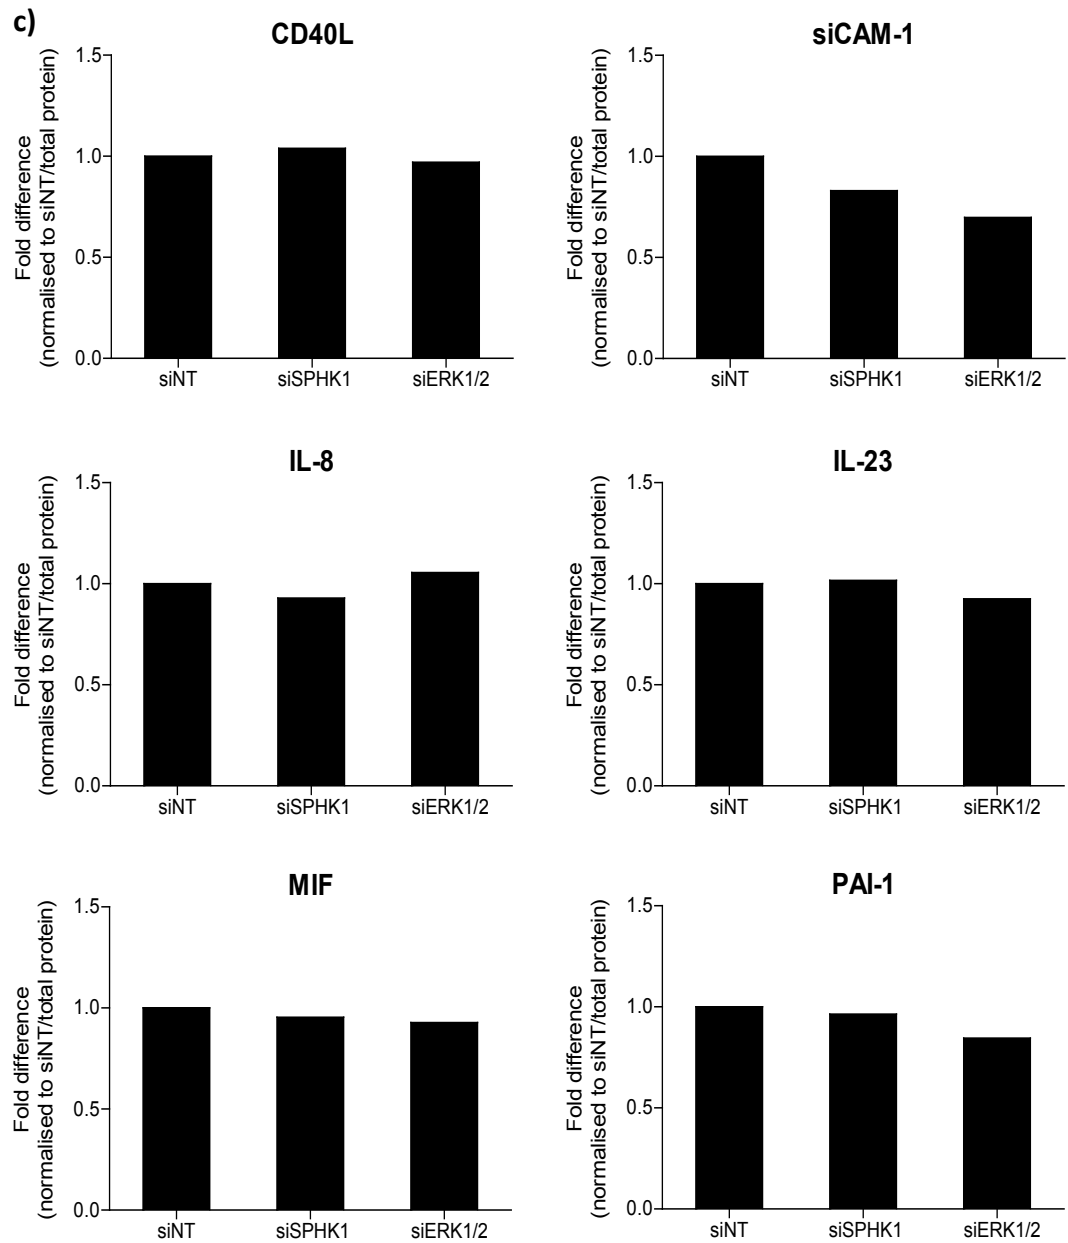 c)
CD40L
Fold difference
(normalised to siNT/total protein)
1.5
1.0
0.5
0.0
siNT siSPHK1 siERK1/2
siCAM-1
Fold difference
(normalised to siNT/total protein)
1.5
1.0
0.5
0.0
siNT siSPHK1 siERK1/2
IL-8
Fold difference
(normalised to siNT/total protein)
1.5
1.0
0.5
0.0
siNT siSPHK1 siERK1/2
IL-23
Fold difference
(normalised to siNT/total protein)
1.5
1.0
0.5
0.0
siNT siSPHK1 siERK1/2
MIF
Fold difference
(normalised to siNT/total protein)
1.5
1.0
0.5
0.0
siNT siSPHK1 siERK1/2
PAI-1
Fold difference
(normalised to siNT/total protein)
1.5
1.0
0.5
0.0
siNT siSPHK1 siERK1/2